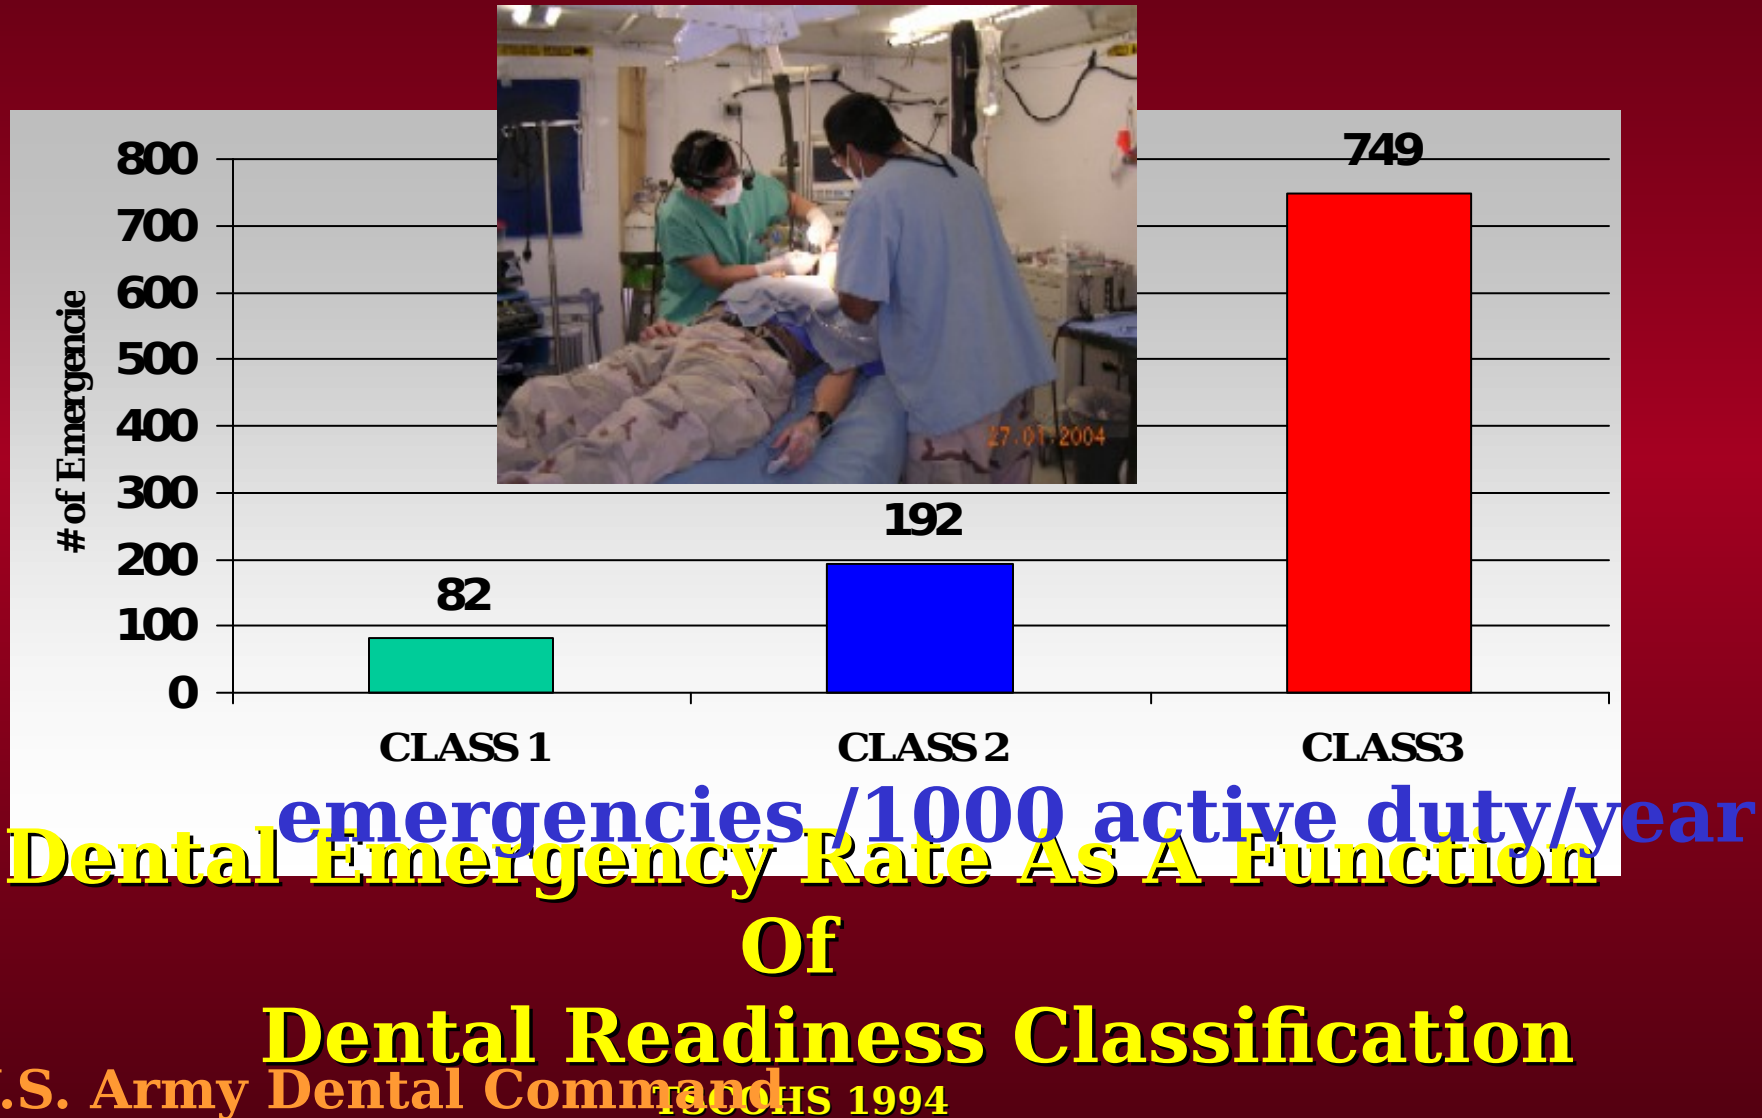 800
700
600
500
400
300
200
100
0
# of Emergencie
82
192
749
27.01.2004
CLASS 1
CLASS 2
CLASS3
emergencies /1000 active duty/year
Dental Emergency Rate As A Function
Of
Dental Readiness Classification
.S. Army Dental Command
TSCOHS 1994